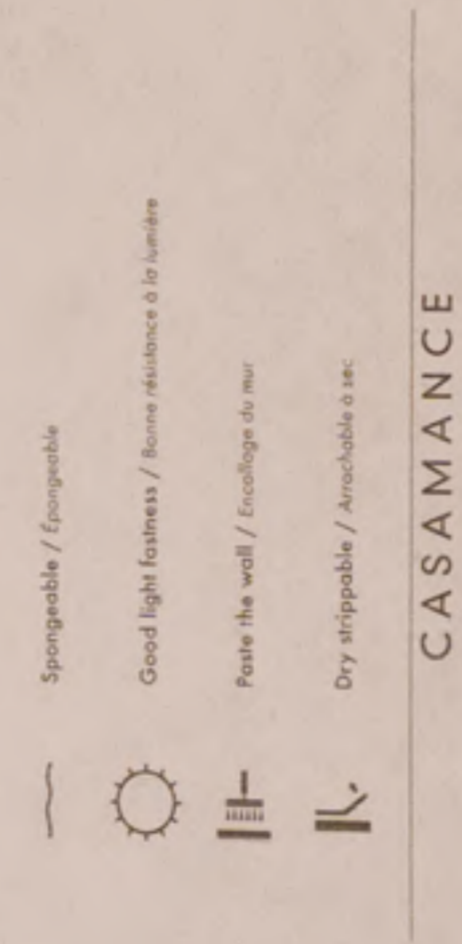 Spongeable / Épongeable
Good light fastness / Bonne résistance à la lumière
Paste the wall / Encollage du mur
Dry strippable / Arrachable à sec
CASAMANCE